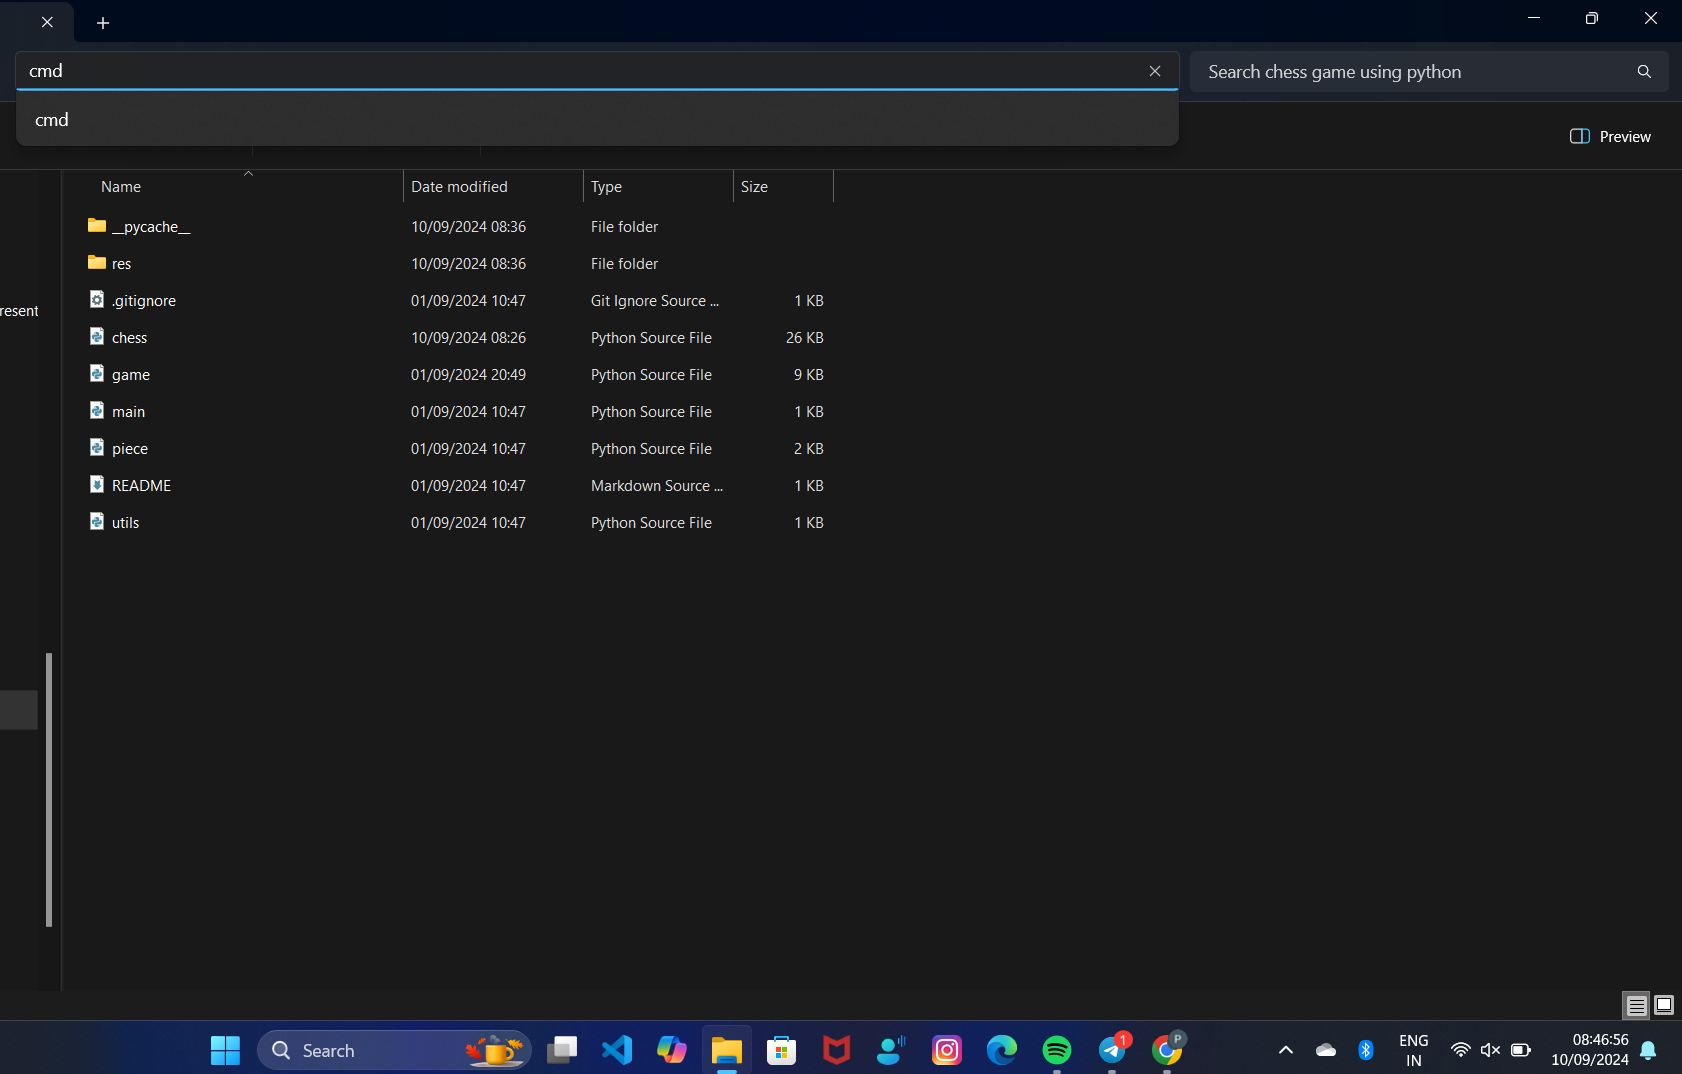 cmd
Search chess game using python
cmd
Preview
Name Date modified Type Size
__pycache__ 10/09/2024 08:36 File folder
res 10/09/2024 08:36 File folder
.gitignore 01/09/2024 10:47 Git Ignore Source ... 1 KB
resent
chess 10/09/2024 08:26 Python Source File 26 KB
game 01/09/2024 20:49 Python Source File 9 KB
main 01/09/2024 10:47 Python Source File 1 KB
piece 01/09/2024 10:47 Python Source File 2 KB
README 01/09/2024 10:47 Markdown Source ... 1 KB
utils 01/09/2024 10:47 Python Source File 1 KB
Search
1
P
ENG
IN
08:46:56
10/09/2024